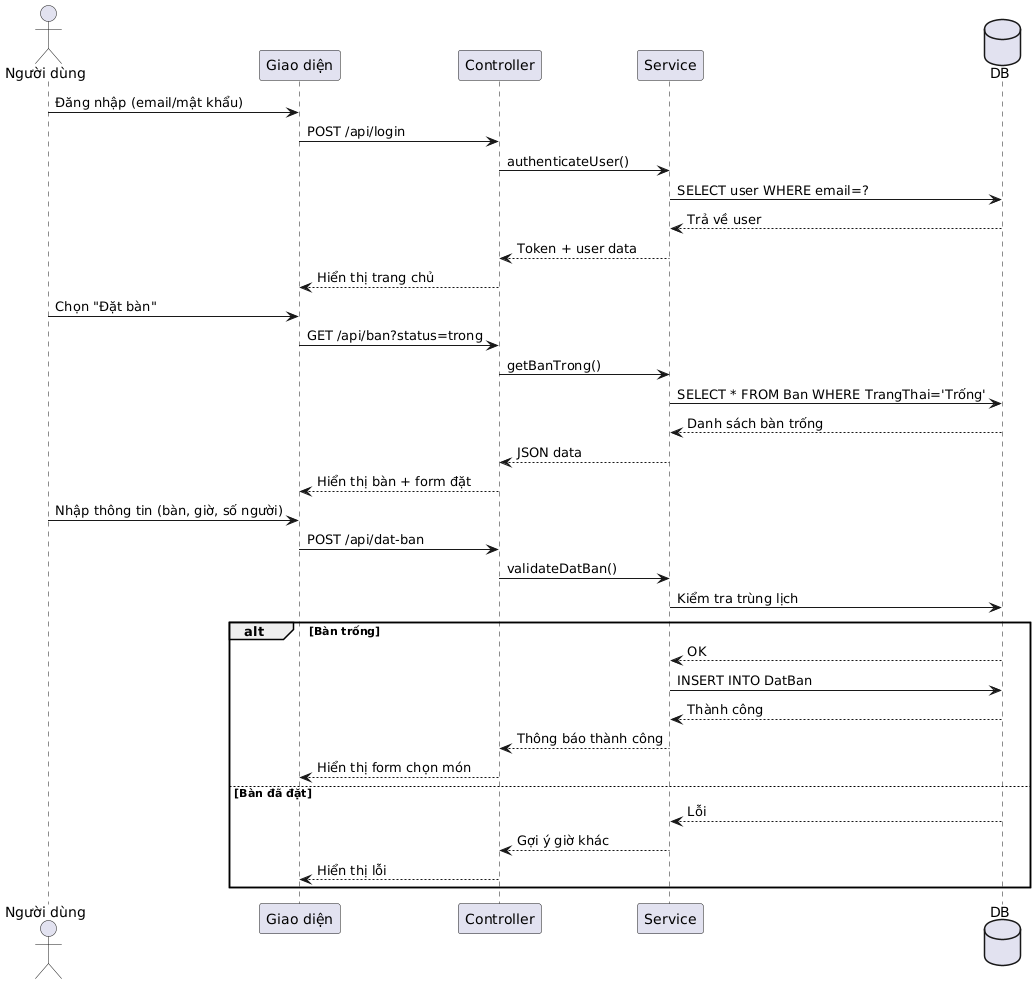 Người dùng
Giao diện
Controller
Service
DB
Đăng nhập (email/mật khẩu)
POST /api/login
authenticateUser()
SELECT user WHERE email=?
Trả về user
Token + user data
Hiển thị trang chủ
Chọn "Đặt bàn"
GET /api/ban?status=trong
getBanTrong()
SELECT * FROM Ban WHERE TrangThai='Trống'
Danh sách bàn trống
JSON data
Hiển thị bàn + form đặt
Nhập thông tin (bàn, giờ, số người)
POST /api/dat-ban
validateDatBan()
Kiểm tra trùng lịch
alt [Bàn trống]
OK
INSERT INTO DatBan
Thành công
Thông báo thành công
Hiển thị form chọn món
[Bàn đã đặt]
Lỗi
Gợi ý giờ khác
Hiển thị lỗi
Người dùng
Giao diện
Controller
Service
DB